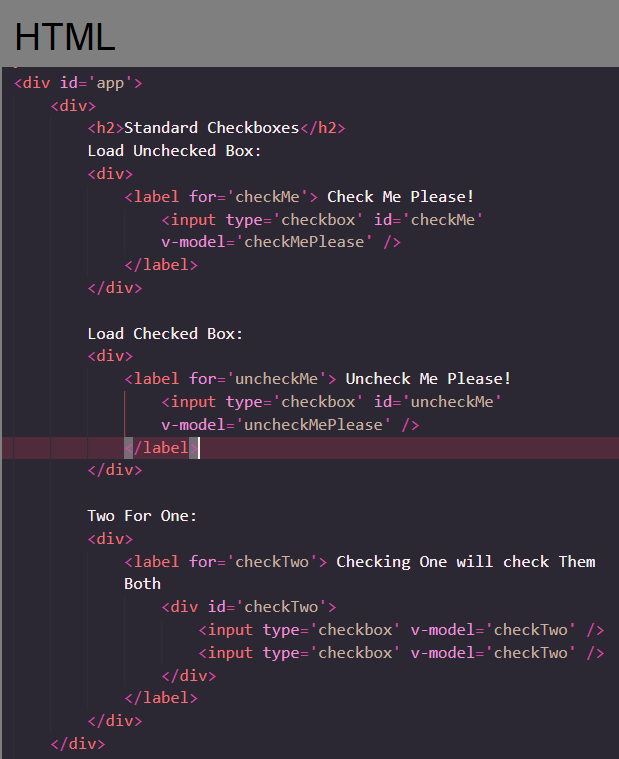 HTML
<div id='app'>
<div>
<h2>Standard Checkboxes</h2>
Load Unchecked Box:
<div>
<label for='checkMe'> Check Me Please!
<input type='checkbox' id='checkMe'
v-model='checkMePlease' />
</label>
</div>
Load Checked Box:
<div>
<label for='uncheckMe'> Uncheck Me Please!
<input type='checkbox' id='uncheckMe'
v-model='uncheckMePlease' />
</label>
</div>
Two For One:
<div>
<label for='checkTwo'> Checking One will check Them
Both
<div id='checkTwo'>
<input type='checkbox' v-model='checkTwo' />
<input type='checkbox' v-model='checkTwo' />
</div>
</label>
</div>
</div>